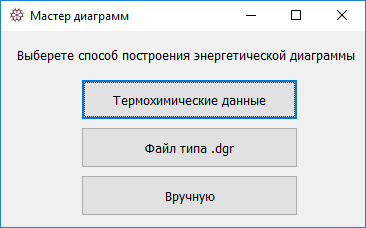 Мастер диаграмм
Выберете способ построения энергетической диаграммы
Термохимические данные
Файл типа .dgr
Вручную